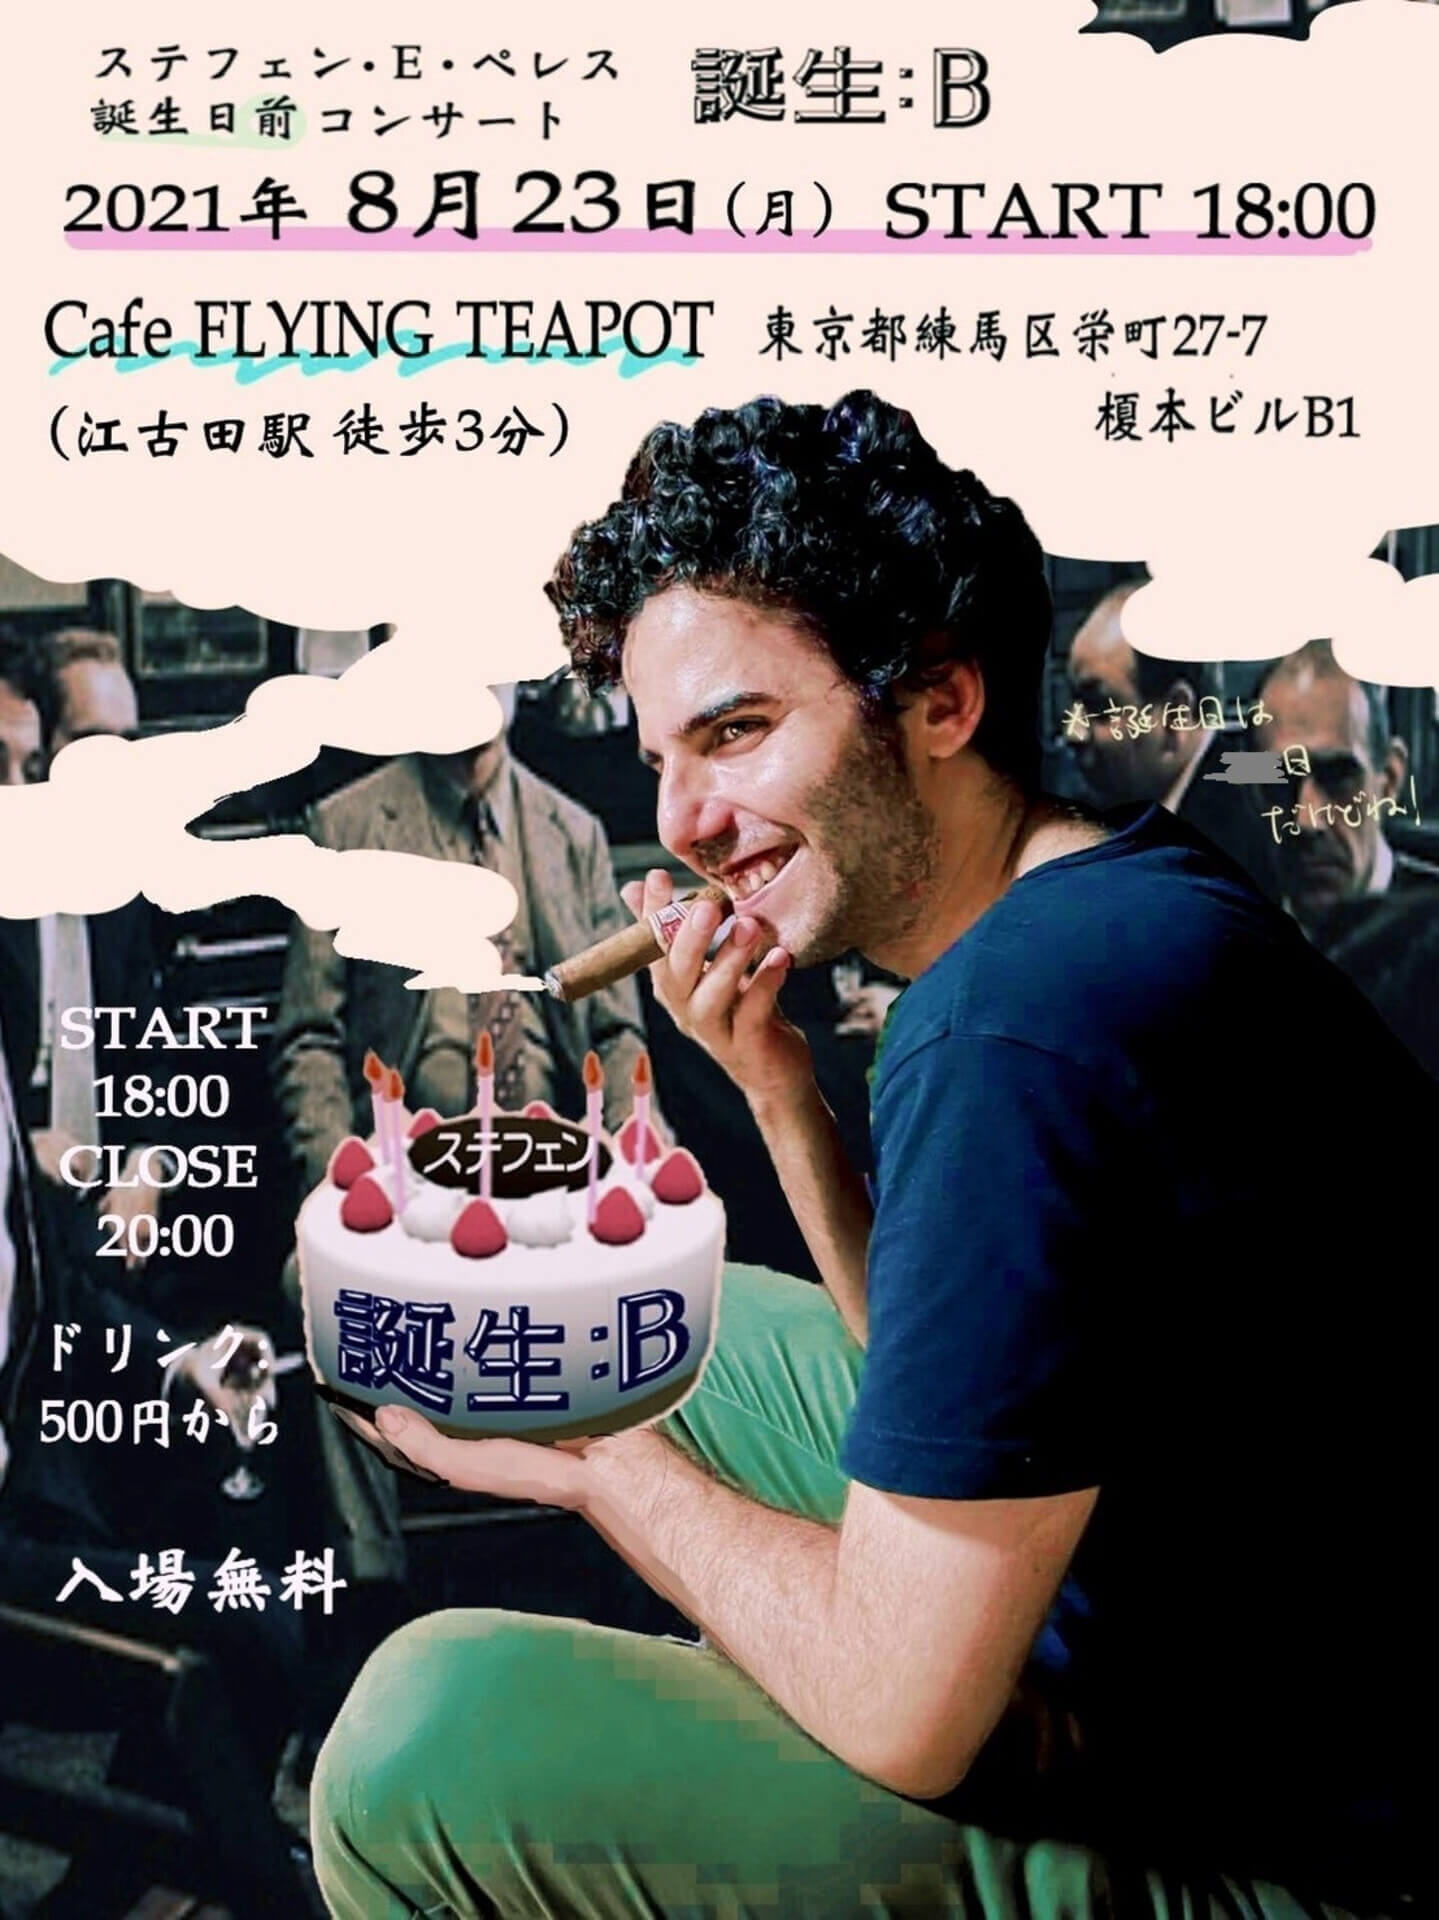 ステフェン・E・ペレス
誕生日前コンサート
誕生:B
2021年 8月23日(月) START 18:00
Cafe FLYING TEAPOT
東京都練馬区栄町27-7
榎本ビルB1
(江古田駅 徒歩3分)
*誕生日は
日
だけどね!
START
18:00
CLOSE
20:00
ステフェン
誕生:B
ドリンク:
500円から
入場無料